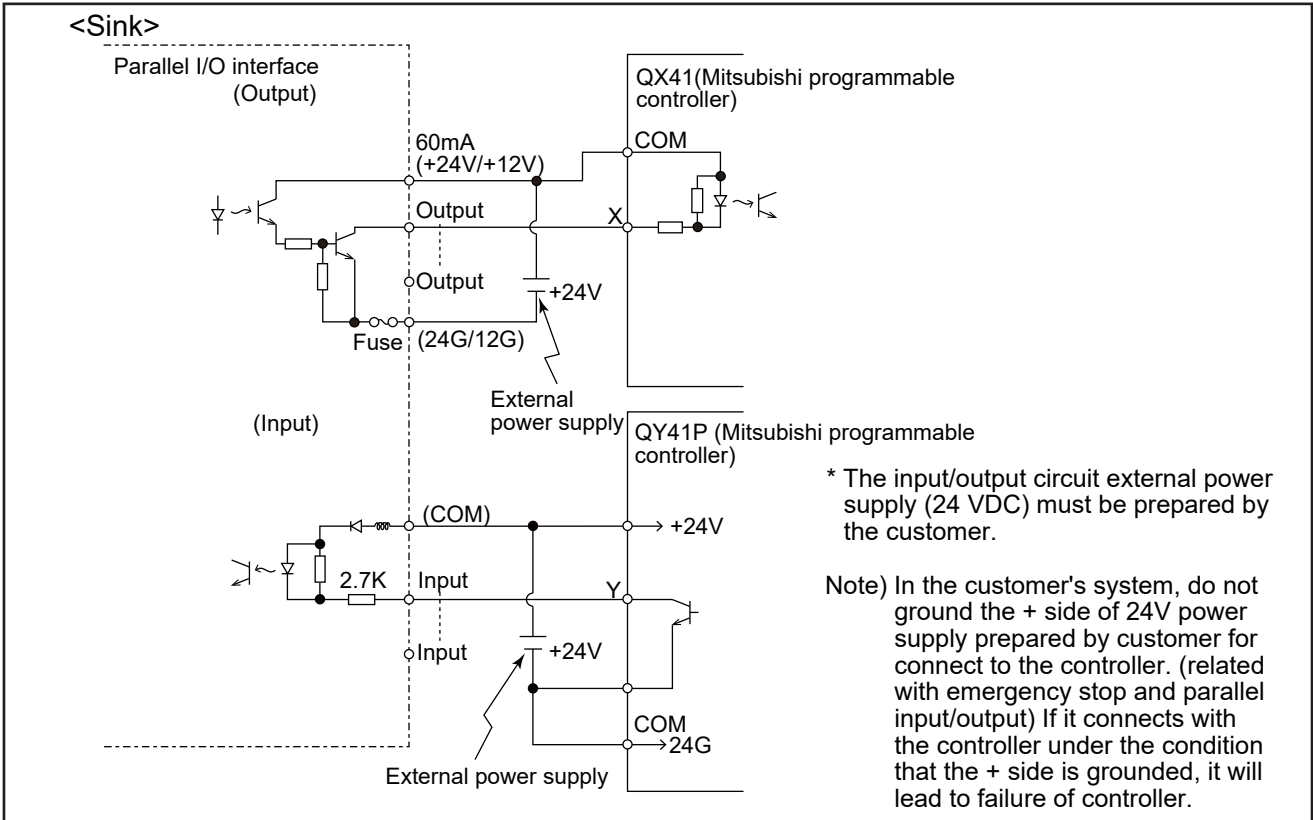 <Sink>
Parallel I/O interface
(Output)
QX41(Mitsubishi programmable
controller)
60mA
(+24V/+12V)
COM
Output
X
Output
+24V
Fuse
(24G/12G)
External
power supply
(Input)
QY41P (Mitsubishi programmable
controller)
(COM)
+24V
2.7K
Input
Y
Input
+24V
COM
24G
External power supply
* The input/output circuit external power
supply (24 VDC) must be prepared by
the customer.
Note) In the customer's system, do not
ground the + side of 24V power
supply prepared by customer for
connect to the controller. (related
with emergency stop and parallel
input/output) If it connects with
the controller under the condition
that the + side is grounded, it will
lead to failure of controller.